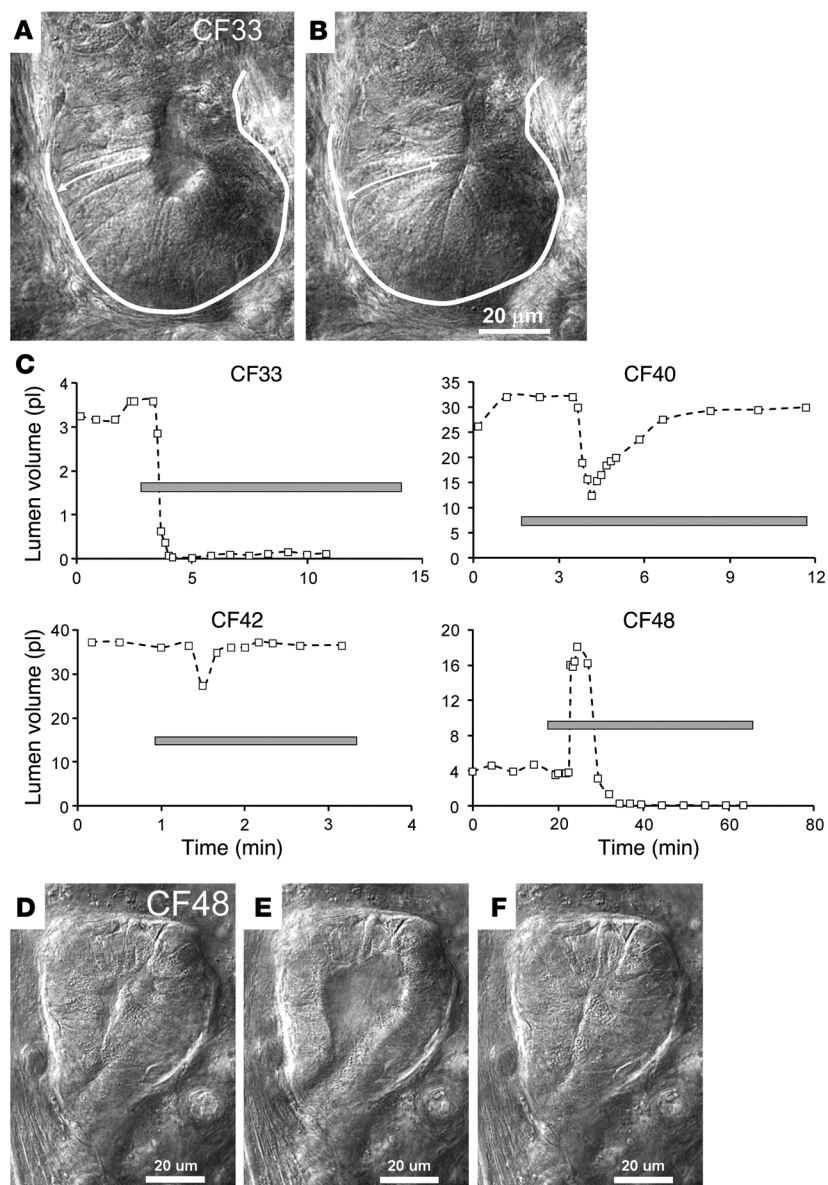 A CF33 B
20 µm
C
CF33 CF40
Lumen volume (pl)
4 3 2 1 0
0 5 10 15
35 30 25 20 15 10 5 0
0 3 6 9 12
CF42 CF48
Lumen volume (pl)
40 30 20 10 0
0 1 2 3 4
20 16 12 8 4 0
0 20 40 60 80
Time (min) Time (min)
D CF48 E F
20 um 20 um 20 um